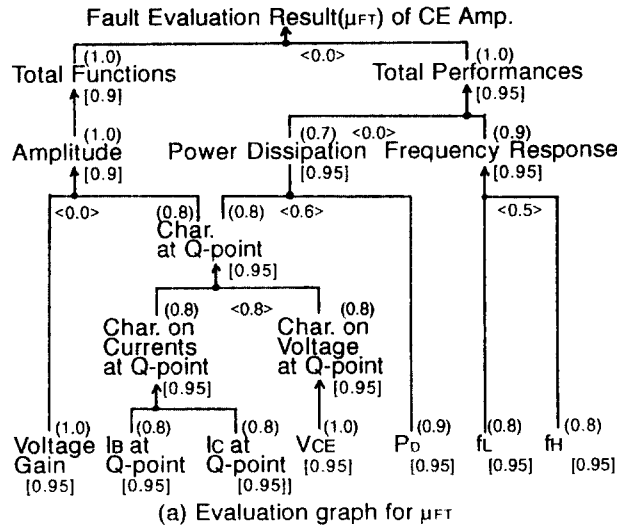 Fault Evaluation Result(μFT) of CE Amp.
(1.0) <0.0> (1.0)
Total Functions Total Performances
[0.9] [0.95]
(1.0) (0.7) <0.0> (0.9)
Amplitude Power Dissipation Frequency Response
[0.9] [0.95] [0.95]
<0.0> (0.8) (0.8) <0.6> <0.5>
Char.
at Q-point
[0.95]
(0.8) <0.8> (0.8)
Char. on Char. on
Currents Voltage
at Q-point at Q-point
[0.95] [0.95]
(1.0) (0.8) (0.8) (1.0) (0.9) (0.8) (0.8)
Voltage IB at IC at VCE PD fL fH
Gain Q-point Q-point [0.95] [0.95] [0.95] [0.95]
[0.95] [0.95] [0.95]]
(a) Evaluation graph for μFT